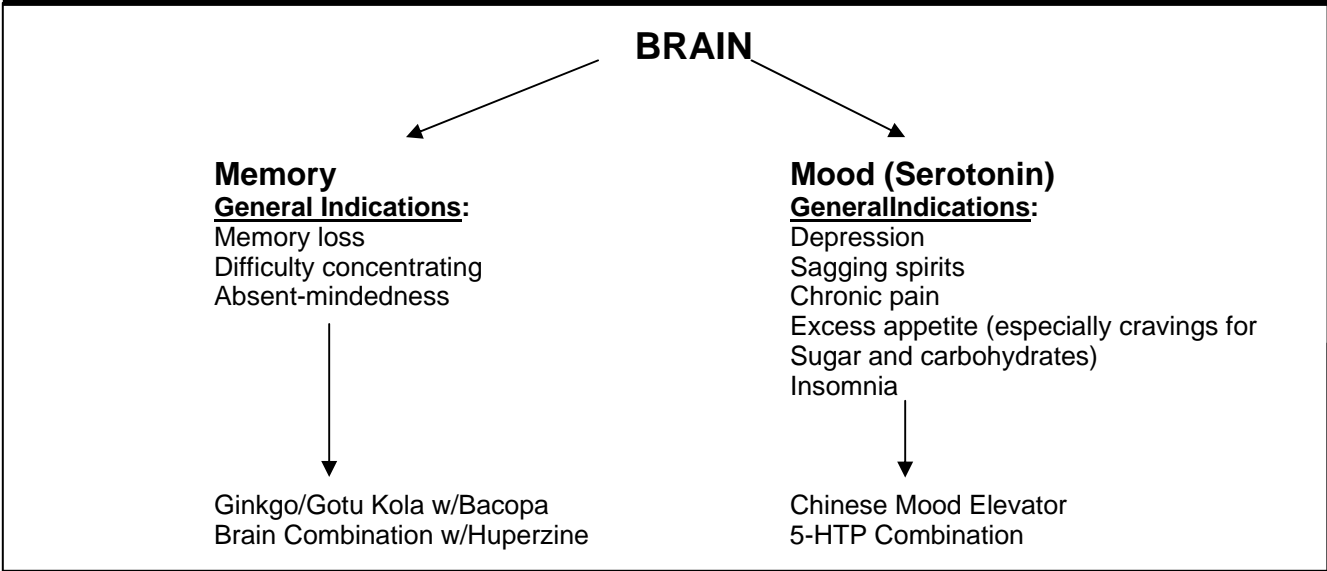 BRAIN
Memory
General Indications:
Memory loss
Difficulty concentrating
Absent-mindedness
Ginkgo/Gotu Kola w/Bacopa
Brain Combination w/Huperzine
Mood (Serotonin)
GeneralIndications:
Depression
Sagging spirits
Chronic pain
Excess appetite (especially cravings for
Sugar and carbohydrates)
Insomnia
Chinese Mood Elevator
5-HTP Combination